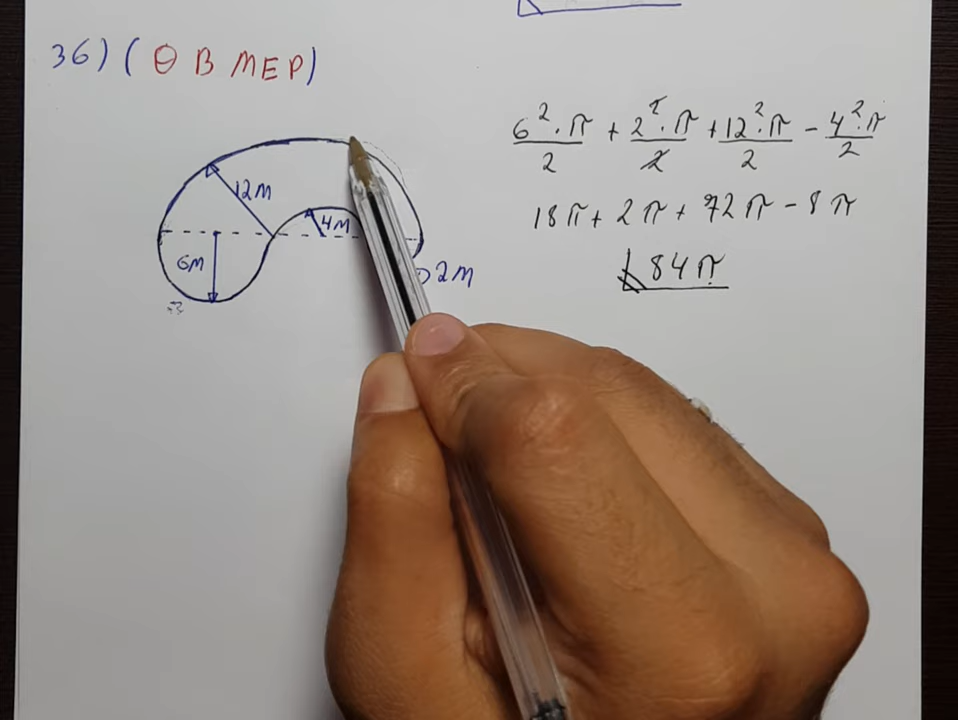 36) ( Θ B MEP)
12M
4M
6M
2M
6².π/2 + 2².π/2 + 12².π/2 - 4².π/2
18π + 2π + 72π - 8π
84π